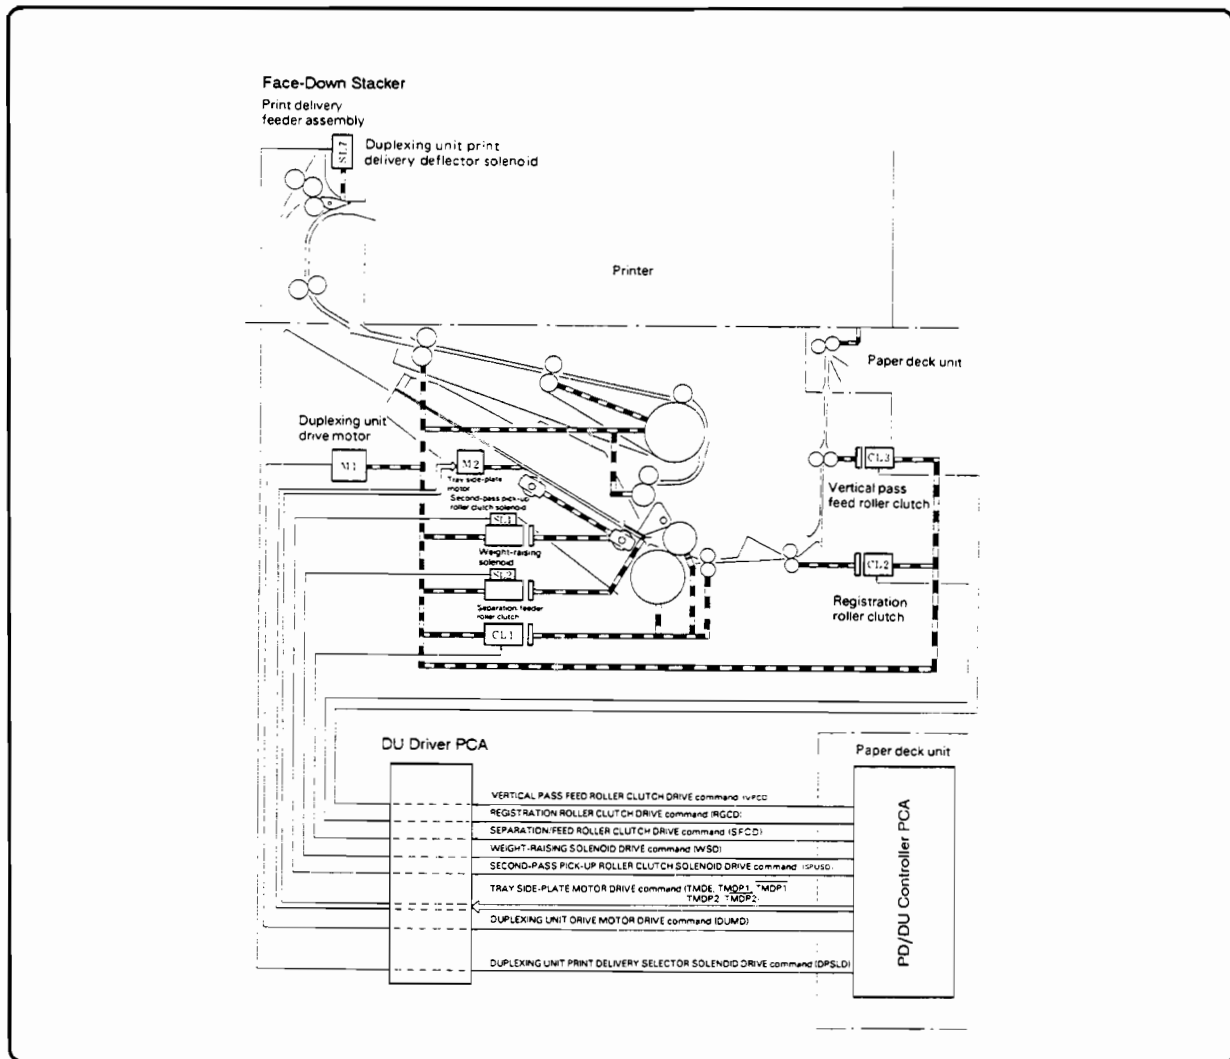 Face-Down Stacker
Print delivery
feeder assembly
SL7
Duplexing unit print
delivery deflector solenoid
Printer
Paper deck unit
Duplexing unit
drive motor
M1
M2
Tray side-plate
motor
Second-pass pick-up
roller clutch solenoid
SL1
Weight-raising
solenoid
SL2
Separation feeder
roller clutch
CL1
CL3
Vertical pass
feed roller clutch
CL2
Registration
roller clutch
DU Driver PCA
Paper deck unit
VERTICAL PASS FEED ROLLER CLUTCH DRIVE command (VPCD
REGISTRATION ROLLER CLUTCH DRIVE command (RGCD)
SEPARATION/FEED ROLLER CLUTCH DRIVE command (SFCD)
WEIGHT-RAISING SOLENOID DRIVE command (WSD)
SECOND-PASS PICK-UP ROLLER CLUTCH SOLENOID DRIVE command (SPUSD)
TRAY SIDE-PLATE MOTOR DRIVE command (TMDE, TMDP1, TMDP1
TMDP2 TMDP2)
DUPLEXING UNIT DRIVE MOTOR DRIVE command (DUMD)
DUPLEXING UNIT PRINT DELIVERY SELECTOR SOLENOID DRIVE command (DPSLD)
PD/DU Controller PCA